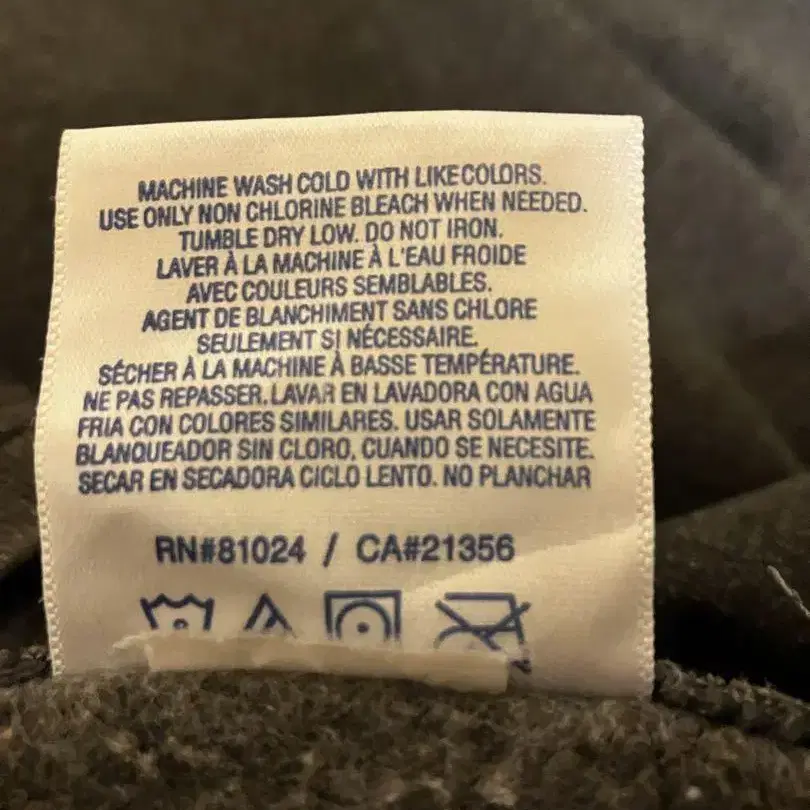 MACHINE WASH COLD WITH LIKE COLORS.
USE ONLY NON CHLORINE BLEACH WHEN NEEDED.
TUMBLE DRY LOW. DO NOT IRON.
LAVER À LA MACHINE À L'EAU FROIDE
AVEC COULEURS SEMBLABLES.
AGENT DE BLANCHIMENT SANS CHLORE
SEULEMENT SI NÉCESSAIRE.
SÉCHER À LA MACHINE À BASSE TEMPÉRATURE.
NE PAS REPASSER. LAVAR EN LAVADORA CON AGUA
FRIA CON COLORES SIMILARES. USAR SOLAMENTE
BLANQUEADOR SIN CLORO, CUANDO SE NECESITE.
SECAR EN SECADORA CICLO LENTO. NO PLANCHAR
RN#81024 / CA#21356